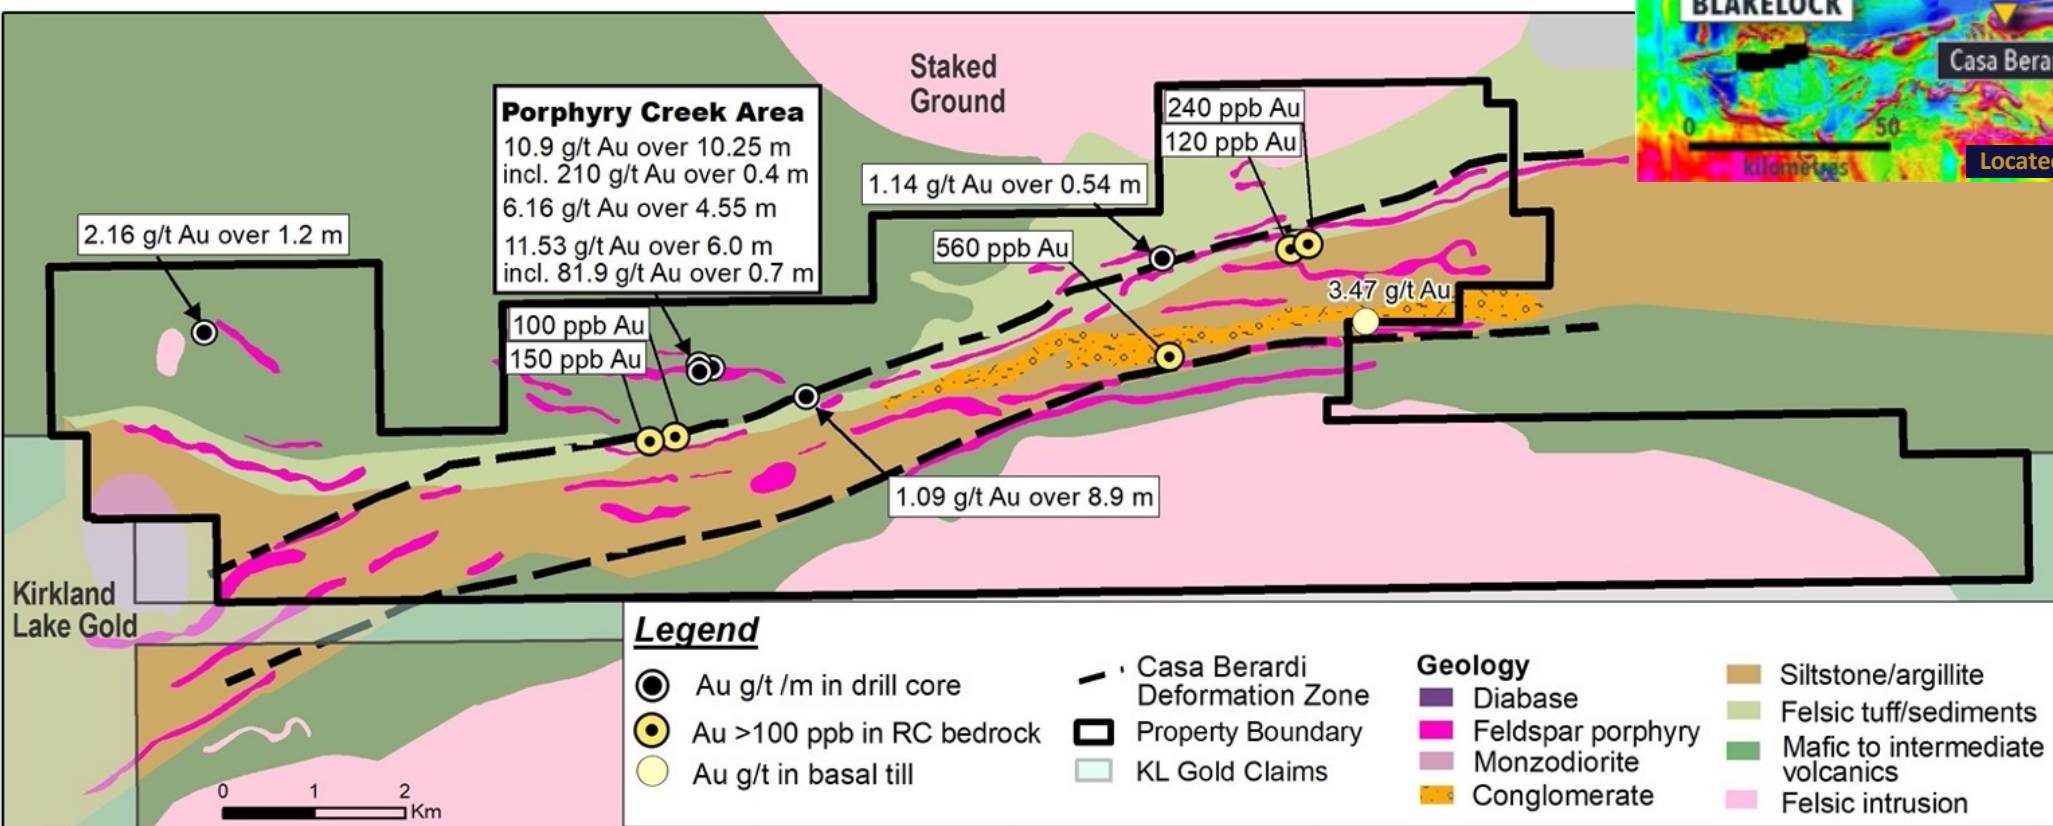 BLAKELOCK
Casa Bera
0 50
kilometres
Located
Staked
Ground
Porphyry Creek Area
10.9 g/t Au over 10.25 m
incl. 210 g/t Au over 0.4 m
6.16 g/t Au over 4.55 m
11.53 g/t Au over 6.0 m
incl. 81.9 g/t Au over 0.7 m
240 ppb Au
120 ppb Au
1.14 g/t Au over 0.54 m
2.16 g/t Au over 1.2 m
560 ppb Au
3.47 g/t Au
100 ppb Au
150 ppb Au
1.09 g/t Au over 8.9 m
Kirkland
Lake Gold
0 1 2
Km
Legend
Au g/t /m in drill core
Au >100 ppb in RC bedrock
Au g/t in basal till
Casa Berardi
Deformation Zone
Property Boundary
KL Gold Claims
Geology
Diabase
Feldspar porphyry
Monzodiorite
Conglomerate
Siltstone/argillite
Felsic tuff/sediments
Mafic to intermediate
volcanics
Felsic intrusion